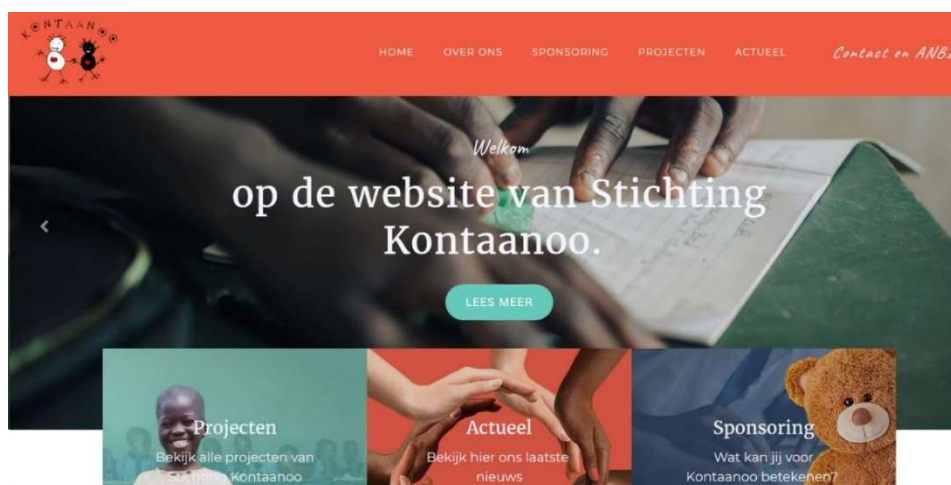 KONTAANOO
HOME OVER ONS SPONSORING PROJECTEN ACTUEEL Contact en ANBI
Welkom
op de website van Stichting
Kontaanoo.
LEES MEER
Projecten
Bekijk alle projecten van
Stichting Kontaanoo
Actueel
Bekijk hier ons laatste
nieuws
Sponsoring
Wat kan jij voor
Kontaanoo betekenen?